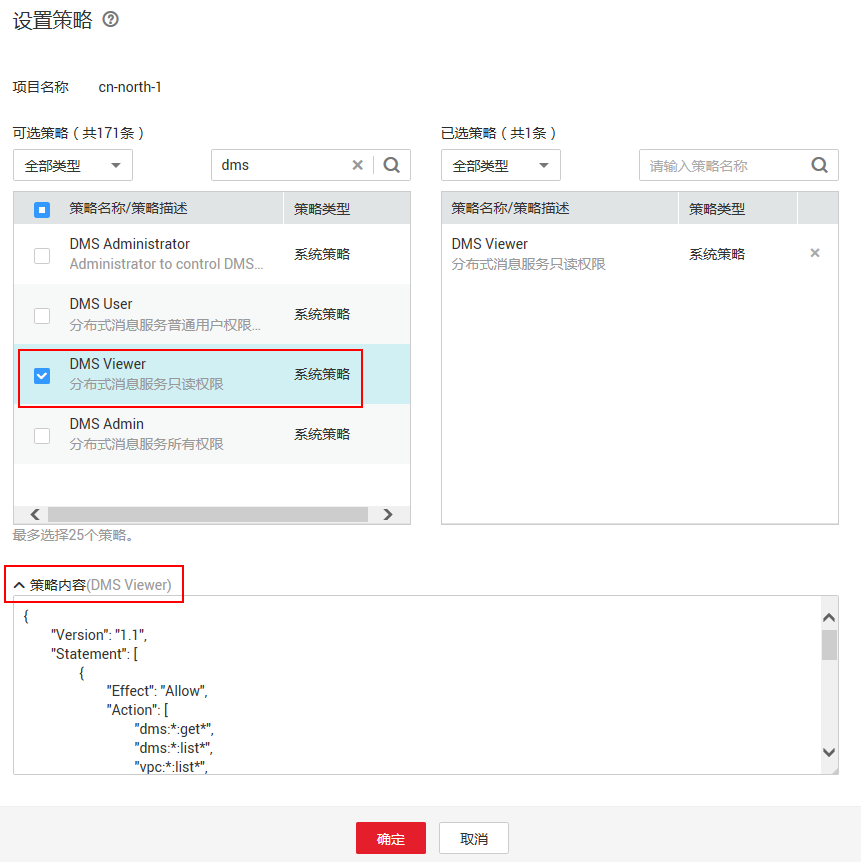 设置策略
项目名称 cn-north-1
可选策略（共171条）
全部类型 dms
策略名称/策略描述 策略类型
DMS Administrator
Administrator to control DMS...
系统策略
DMS User
分布式消息服务普通用户权限...
系统策略
DMS Viewer
分布式消息服务只读权限
系统策略
DMS Admin
分布式消息服务所有权限
系统策略
最多选择25个策略。
已选策略（共1条）
全部类型 请输入策略名称
策略名称/策略描述 策略类型
DMS Viewer
分布式消息服务只读权限
系统策略
策略内容(DMS Viewer)
{
"Version": "1.1",
"Statement": [
{
"Effect": "Allow",
"Action": [
"dms:*:get*",
"dms:*:list*",
"vpc:*:list*",
确定 取消